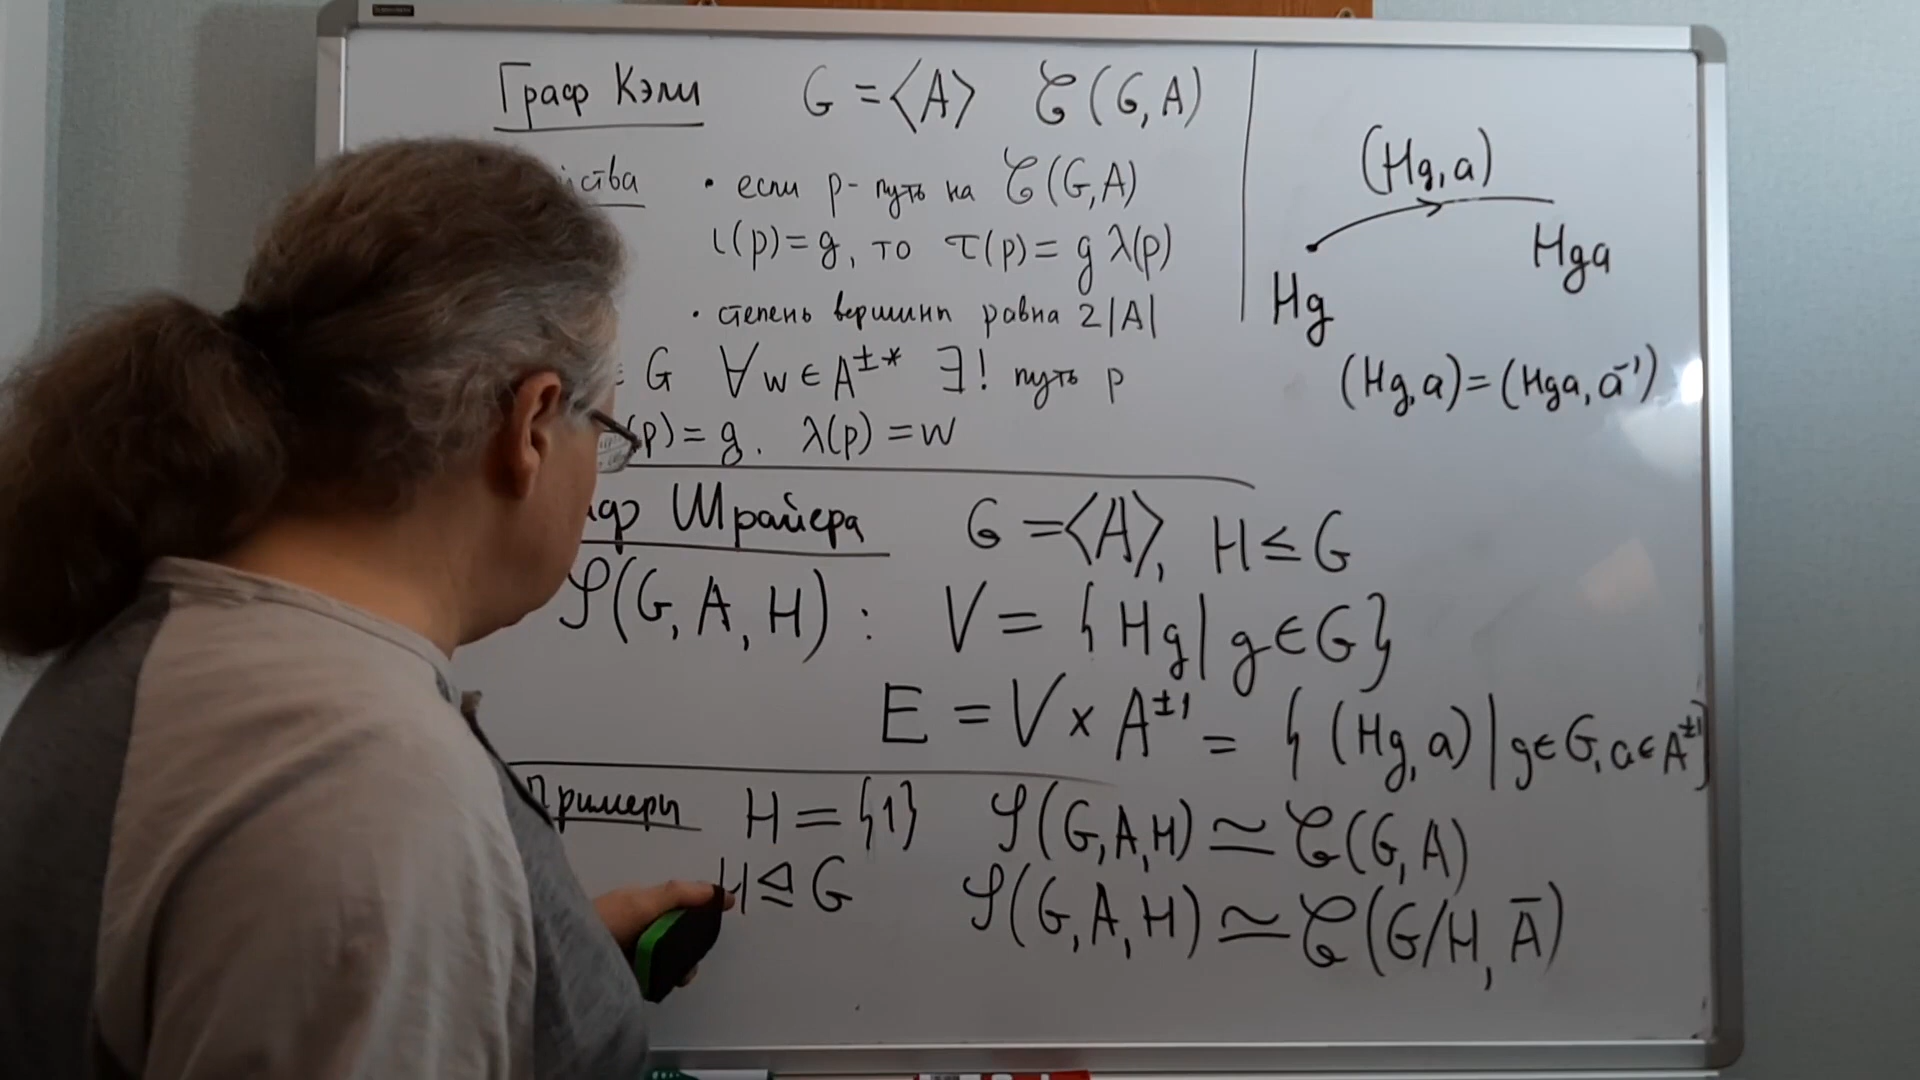 Граф Кэли G = ⟨A⟩ 𝒞(G, A)
• если p - путь на 𝒞(G, A)
ι(p) = g, то τ(p) = g λ(p)
• степень вершины равна 2|A|
G ∀ w ∈ A^{±*} ∃! путь p
(p) = g. λ(p) = w
(Hg, a)
Hg Hga
(Hg, a) = (Hga, a^{-1})
Шрайера G = ⟨A⟩, H ≤ G
𝒮(G, A, H) : V = { Hg | g ∈ G }
E = V × A^{±1} = { (Hg, a) | g ∈ G, a ∈ A^{±1} }
Примеры H = {1} 𝒮(G, A, H) ≃ 𝒞(G, A)
H ⊴ G 𝒮(G, A, H) ≃ 𝒞(G/H, Ā)